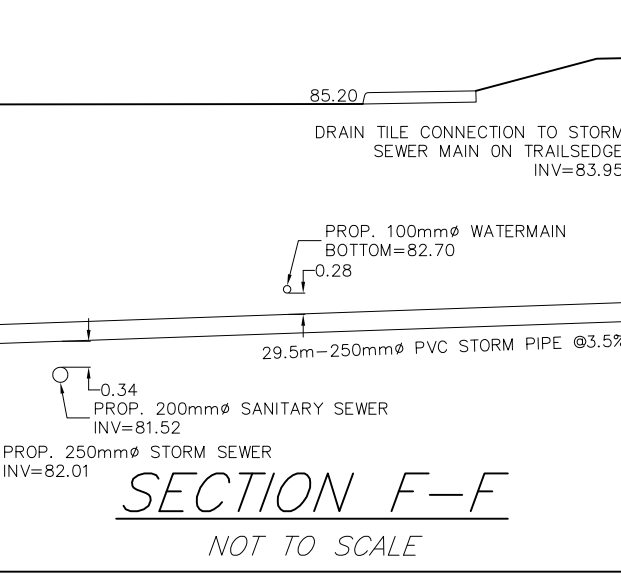 85.20
DRAIN TILE CONNECTION TO STORM
SEWER MAIN ON TRAILSEDGE
INV=83.95
PROP. 100mmø WATERMAIN
BOTTOM=82.70
0.28
29.5m-250mmø PVC STORM PIPE @3.5%
0.34
PROP. 200mmø SANITARY SEWER
INV=81.52
PROP. 250mmø STORM SEWER
INV=82.01
SECTION F-F
NOT TO SCALE